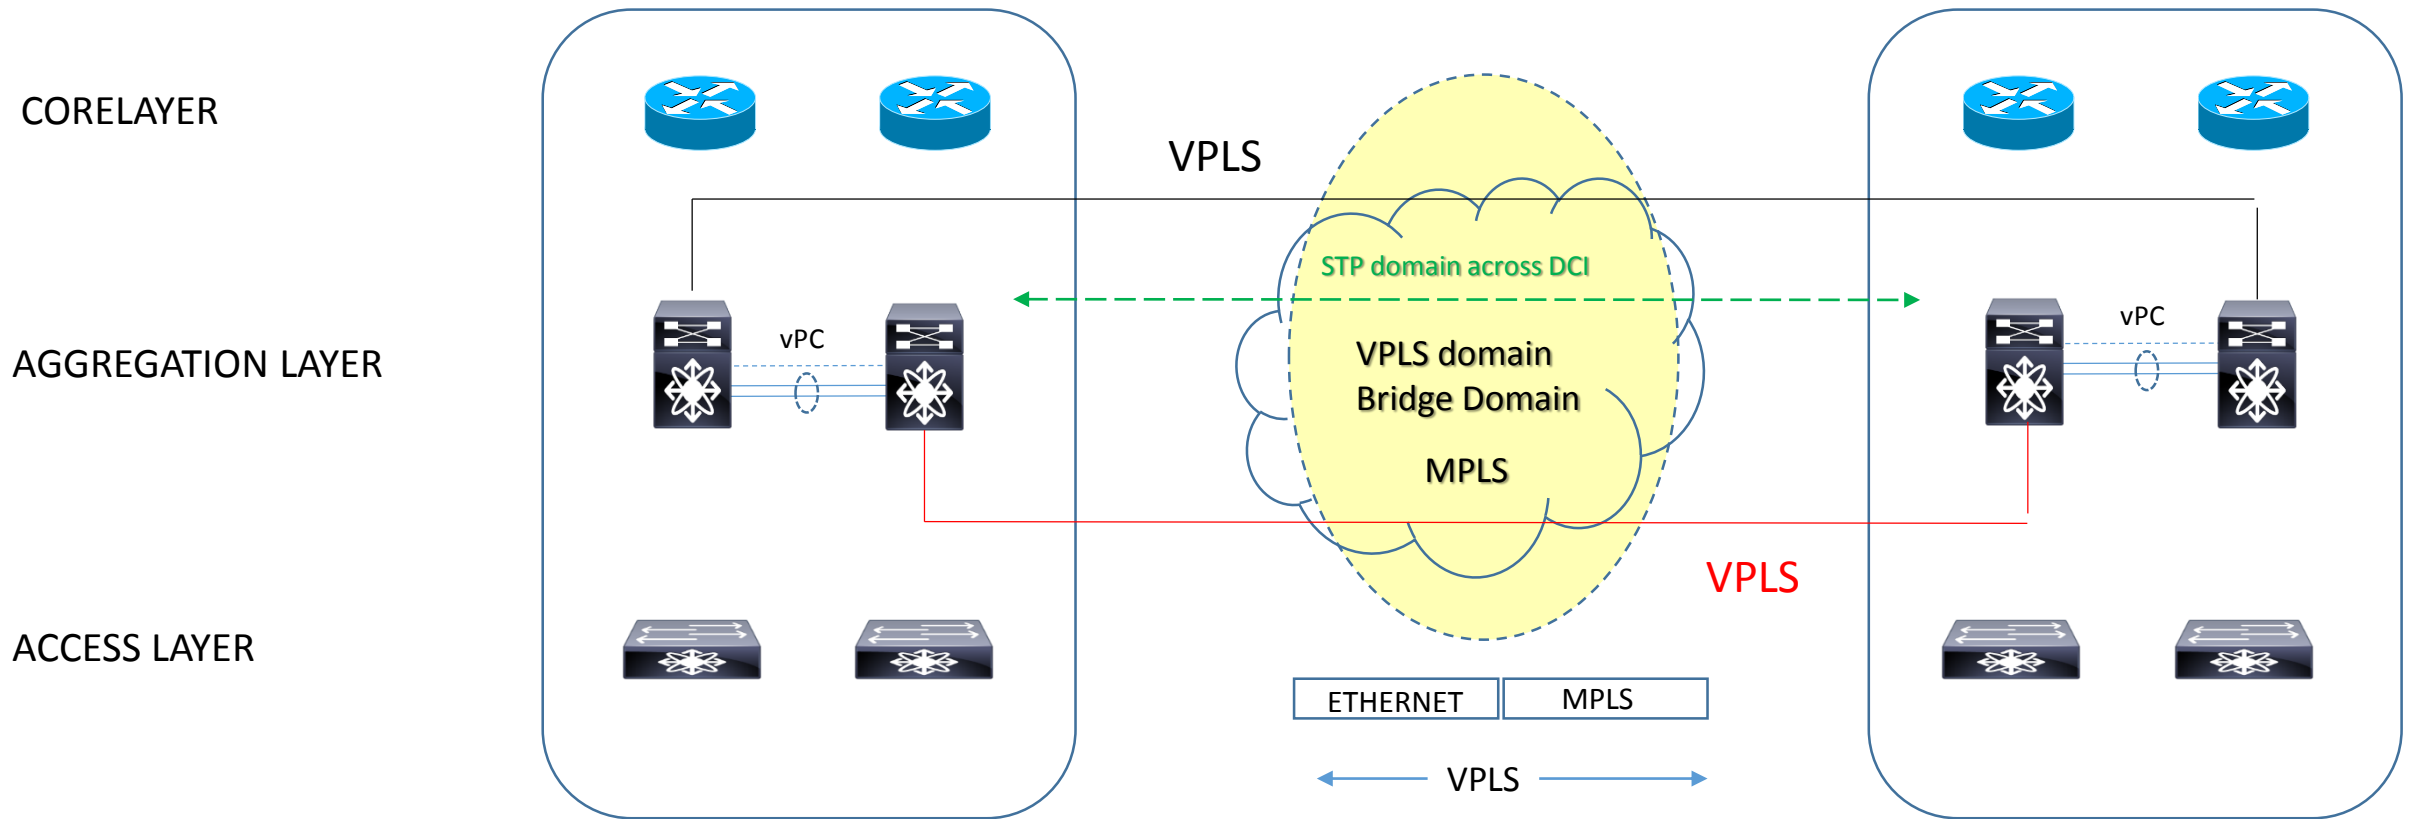 CORELAYER
VPLS
STP domain across DCI
vPC
vPC
AGGREGATION LAYER
VPLS domain
Bridge Domain
MPLS
VPLS
ACCESS LAYER
ETHERNET
MPLS
VPLS